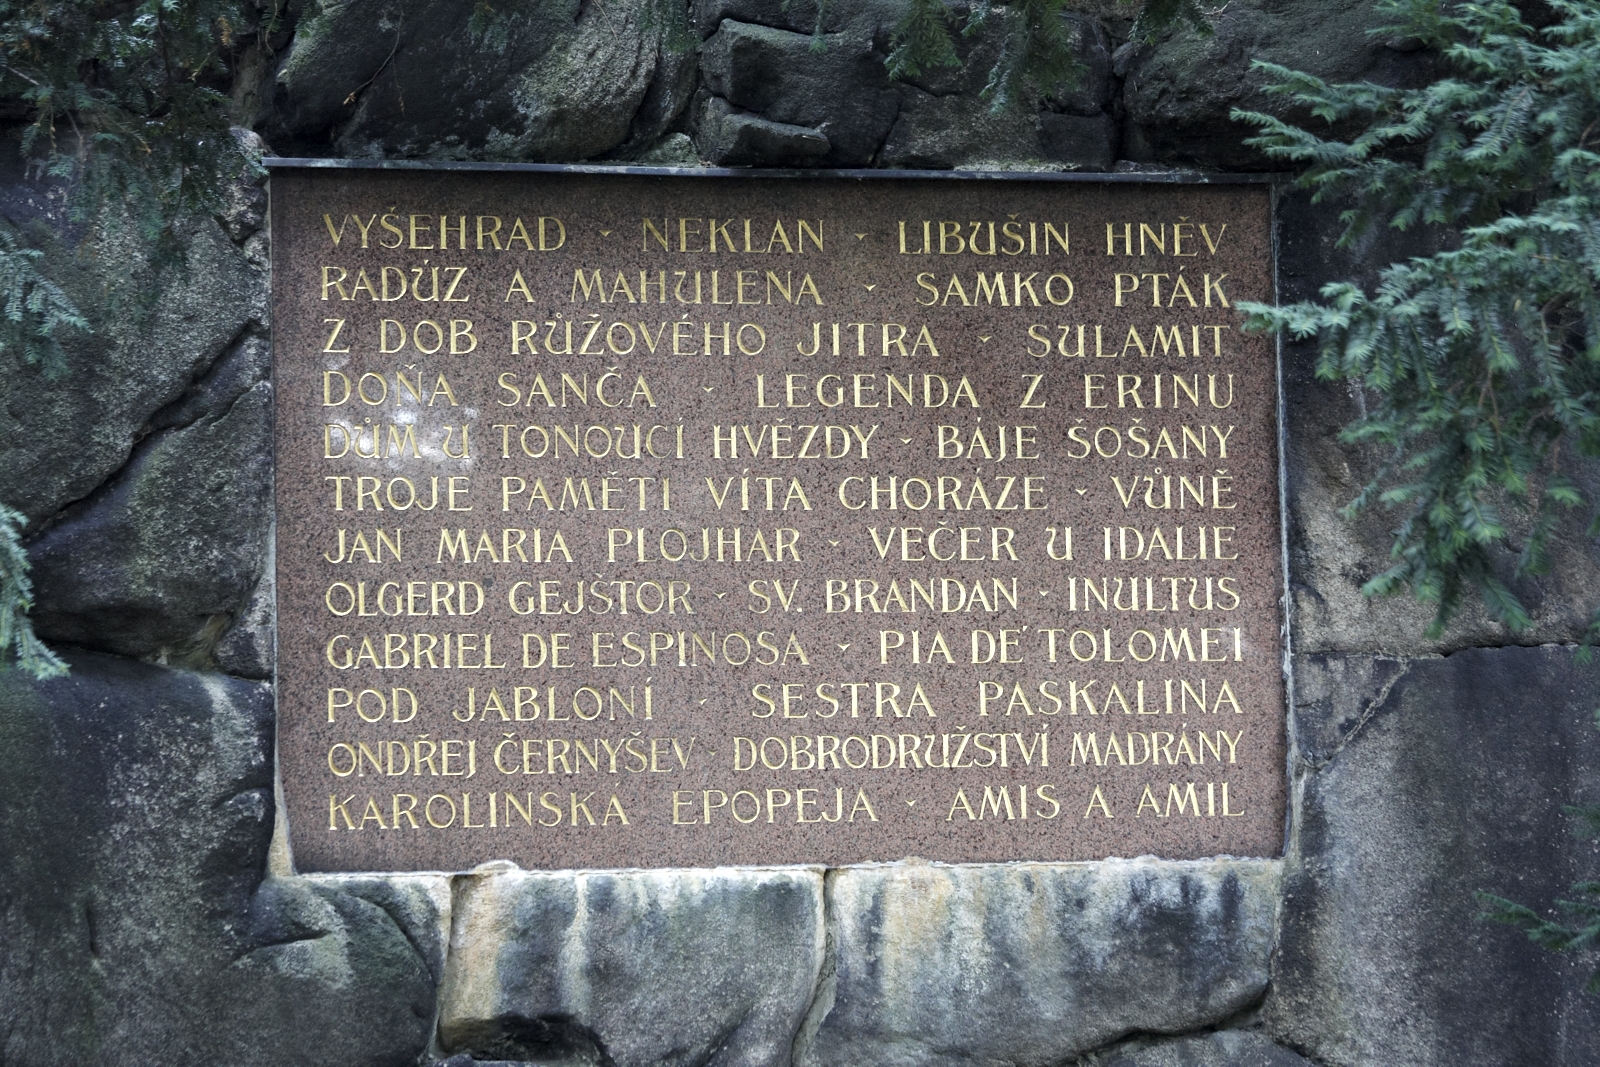 VYŠEHRAD ˇ NEKLAN ˇ LIBUŠIN HNĚV
RADÚZ A MAHULENA ˇ SAMKO PTÁK
Z DOB RŮŽOVÉHO JITRA ˇ SULAMIT
DOŇA SANČA ˇ LEGENDA Z ERINU
DŮM U TONOUCÍ HVĚZDY ˇ BÁJE ŠOŠANY
TROJE PAMĚTI VÍTA CHORÁZE ˇ VŮNĚ
JAN MARIA PLOJHAR ˇ VEČER U IDALIE
OLGERD GEJŠTOR ˇ SV. BRANDAN ˇ INULTUS
GABRIEL DE ESPINOSA ˇ PIA DE' TOLOMEI
POD JABLONÍ ˇ SESTRA PASKALINA
ONDŘEJ ČERNYŠEV ˇ DOBRODRUŽSTVÍ MADRÁNY
KAROLINSKÁ EPOPEJA ˇ AMIS A AMIL